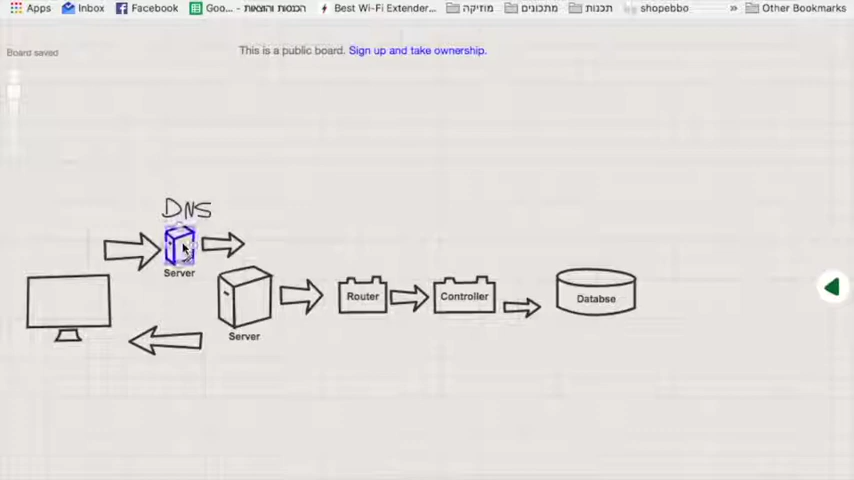 Apps Inbox Facebook Goo... הכנסות והוצאות - Best Wi-Fi Extender... מוזיקה מתכונים תכנות shopebbo » Other Bookmarks
Board saved
This is a public board. Sign up and take ownership.
DNS
Server
Router
Controller
Databse
Server